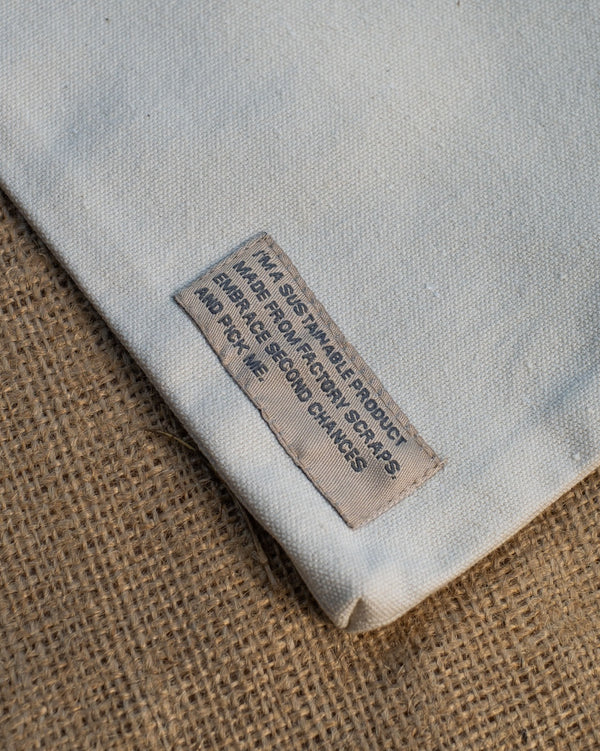 I'M A SUSTAINABLE PRODUCT
MADE FROM FACTORY SCRAPS.
EMBRACE SECOND CHANCES
AND PICK ME.